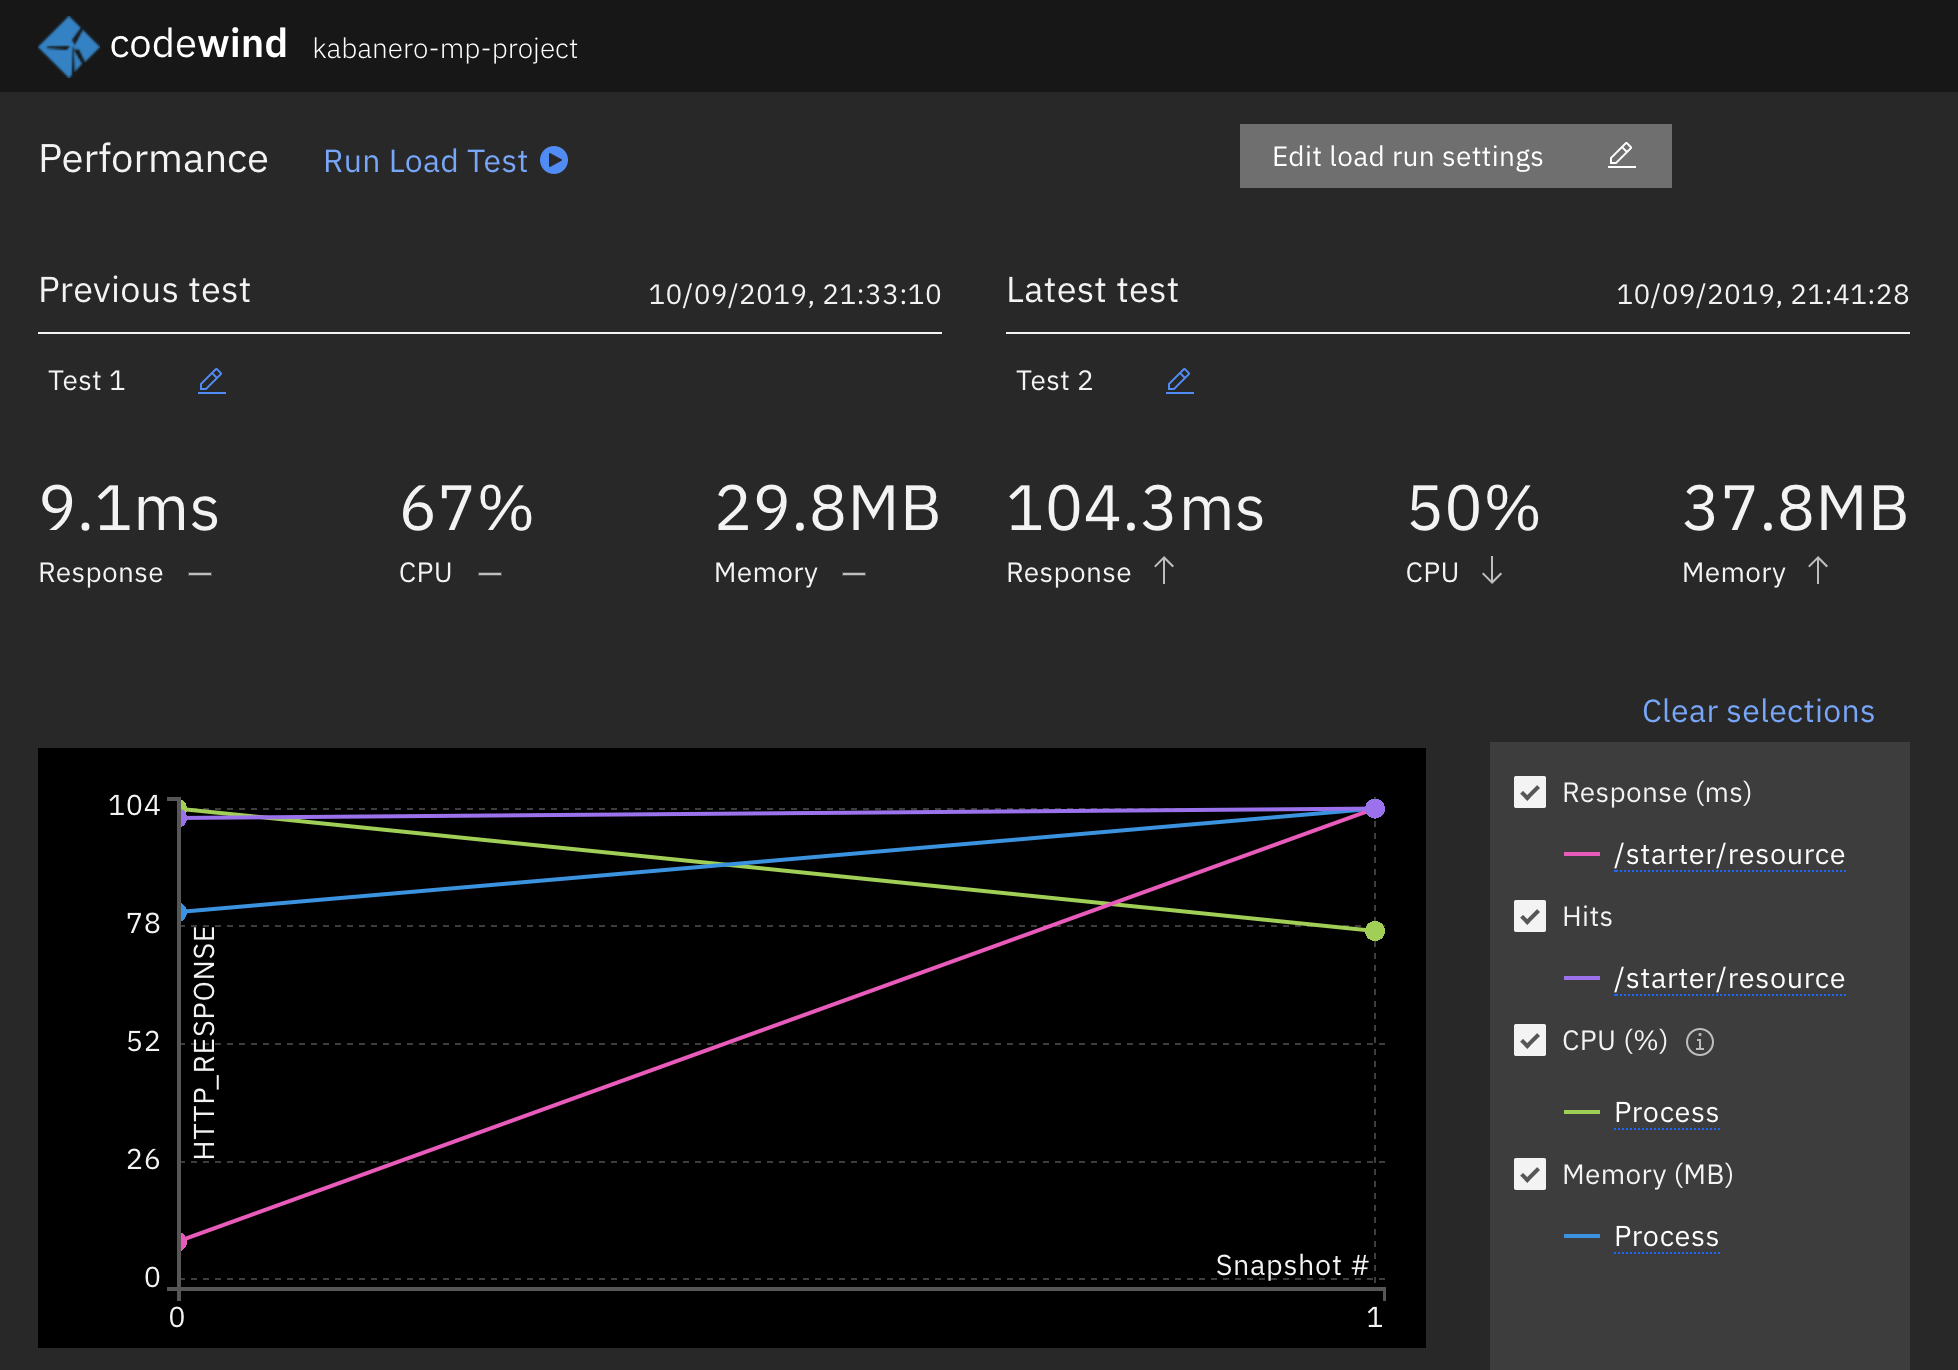 codewind kabanero-mp-project
Performance Run Load Test Edit load run settings
Previous test 10/09/2019, 21:33:10
Test 1
9.1ms 67% 29.8MB
Response CPU Memory
Latest test 10/09/2019, 21:41:28
Test 2
104.3ms 50% 37.8MB
Response ↑ CPU ↓ Memory ↑
Clear selections
104
78
52
26
0
HTTP_RESPONSE
Snapshot #
0 1
Response (ms)
/starter/resource
Hits
/starter/resource
CPU (%)
Process
Memory (MB)
Process